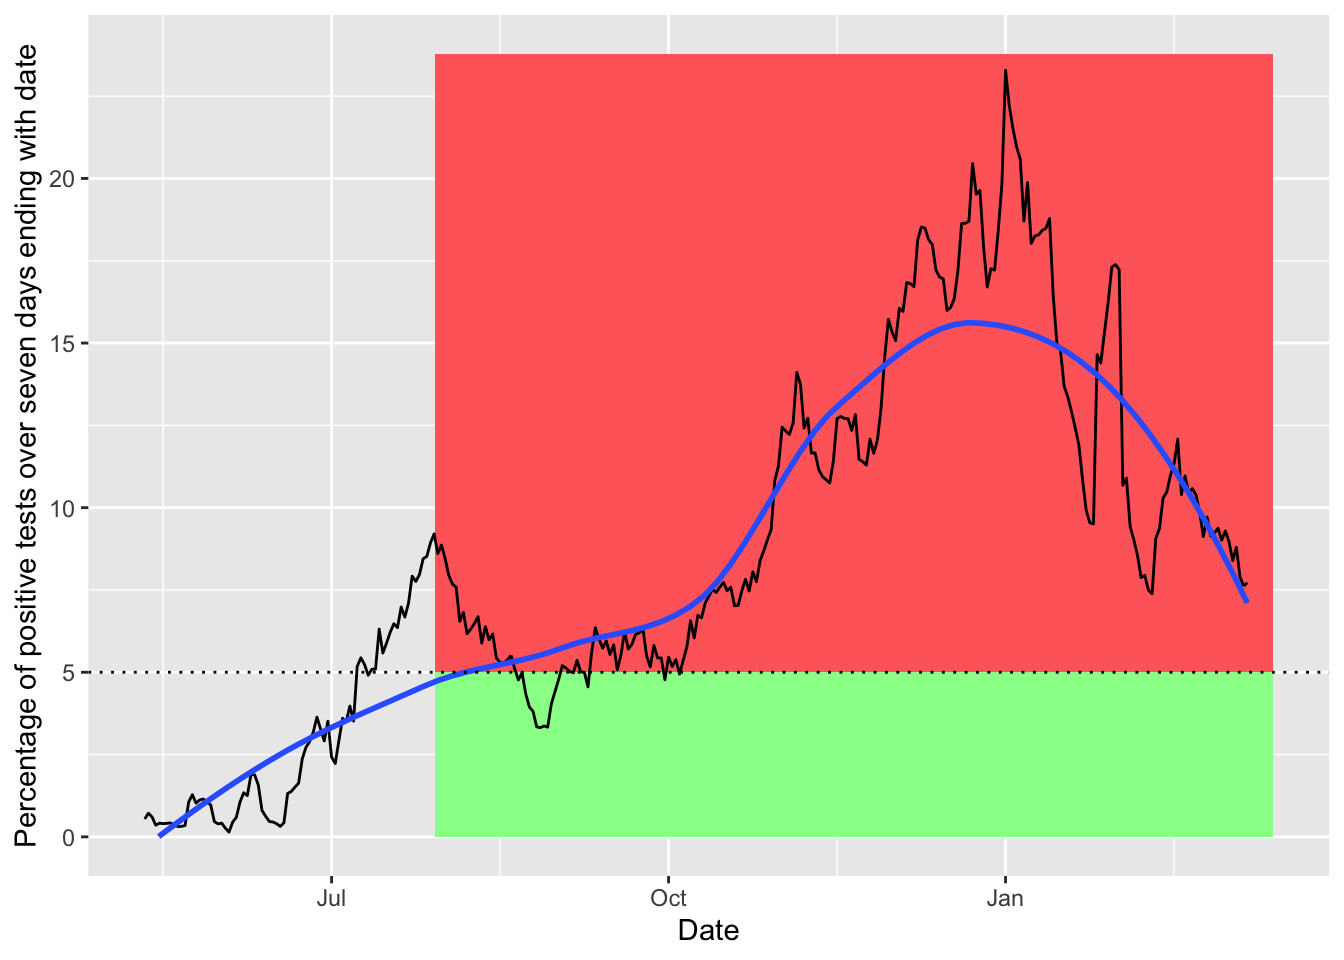 Percentage of positive tests over seven days ending with date
20
15
10
5
0
Jul
Oct
Jan
Date